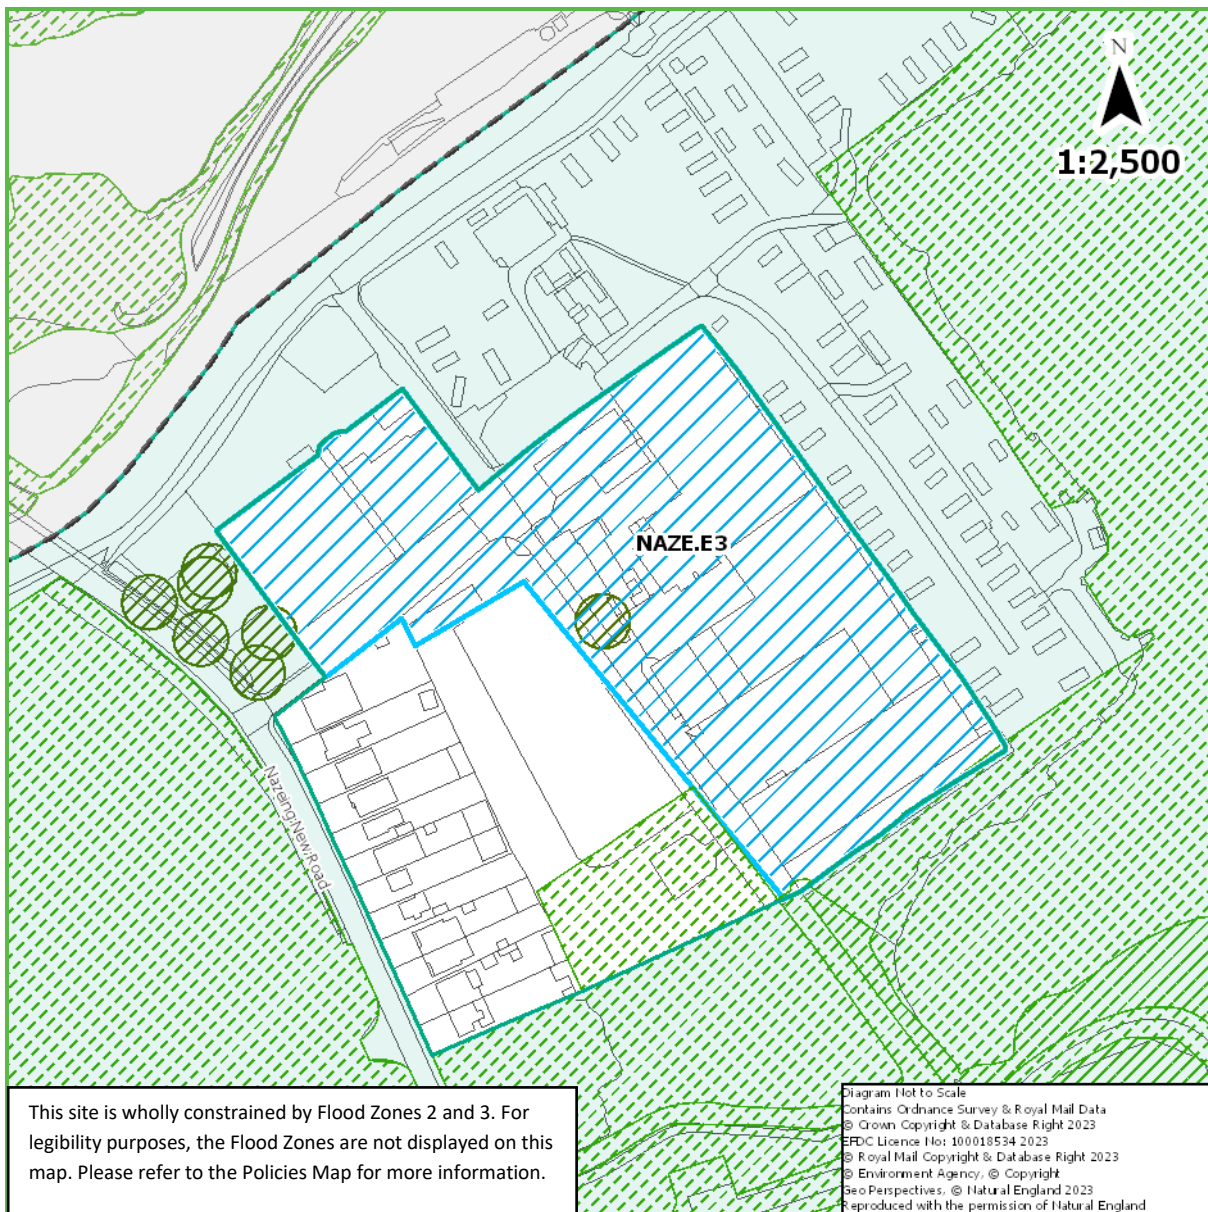 N
1:2,500
NAZE.E3
Nazeing New Road
This site is wholly constrained by Flood Zones 2 and 3. For
legibility purposes, the Flood Zones are not displayed on this
map. Please refer to the Policies Map for more information.
Diagram Not to Scale
Contains Ordnance Survey & Royal Mail Data
© Crown Copyright & Database Right 2023
EFDC Licence No: 100018534 2023
© Royal Mail Copyright & Database Right 2023
© Environment Agency, © Copyright
Geo Perspectives, © Natural England 2023
Reproduced with the permission of Natural England